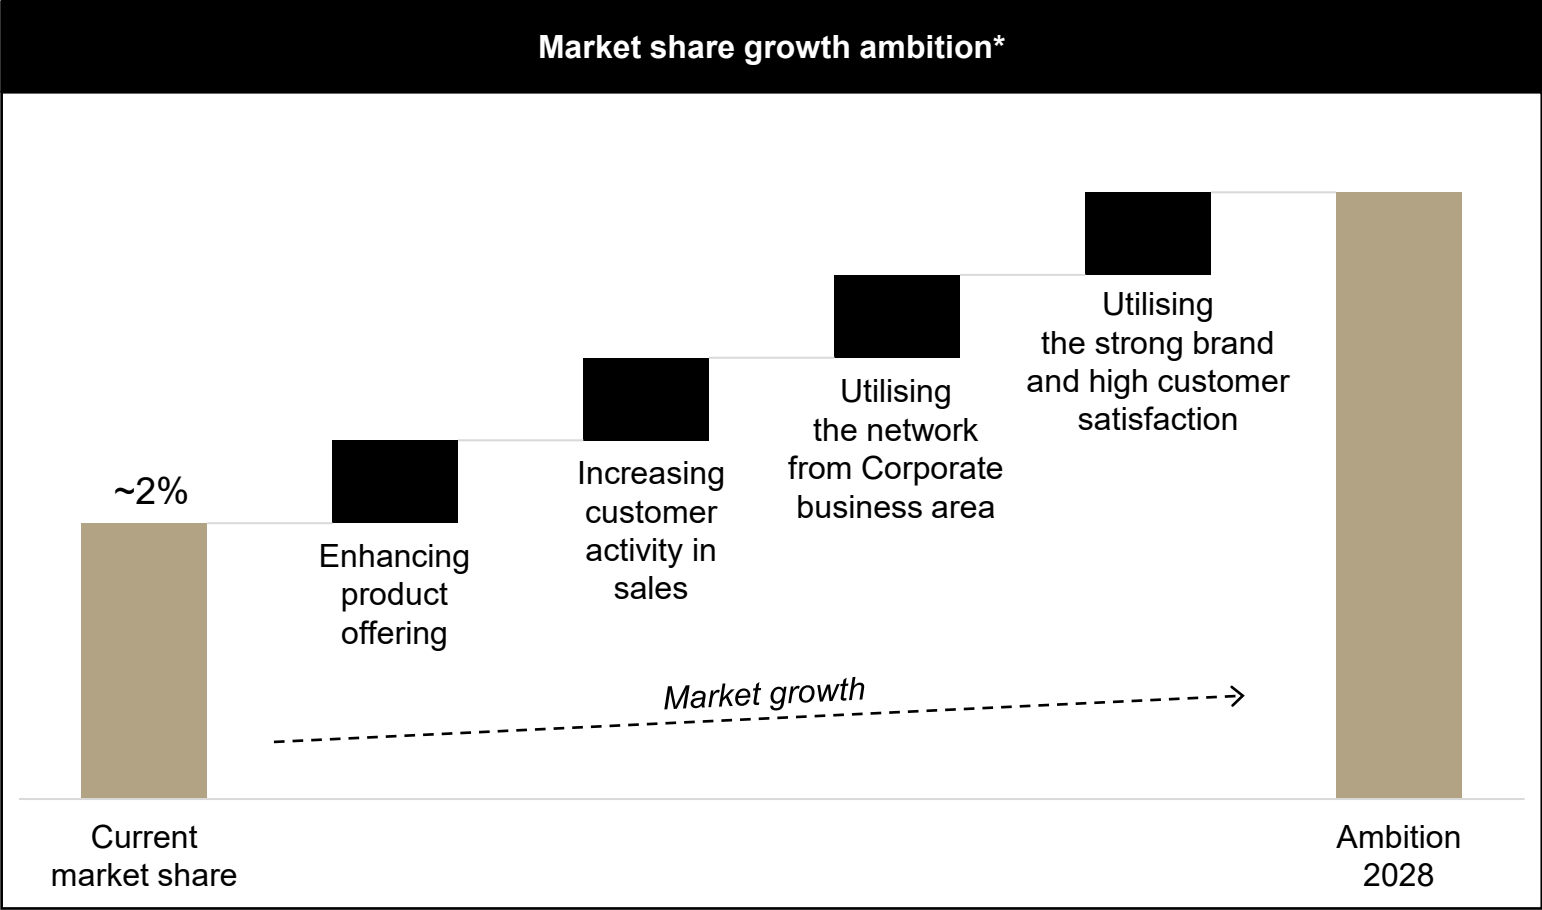 Market share growth ambition*
~2%
Enhancing
product
offering
Increasing
customer
activity in
sales
Utilising
the network
from Corporate
business area
Utilising
the strong brand
and high customer
satisfaction
Market growth
Current
market share
Ambition
2028